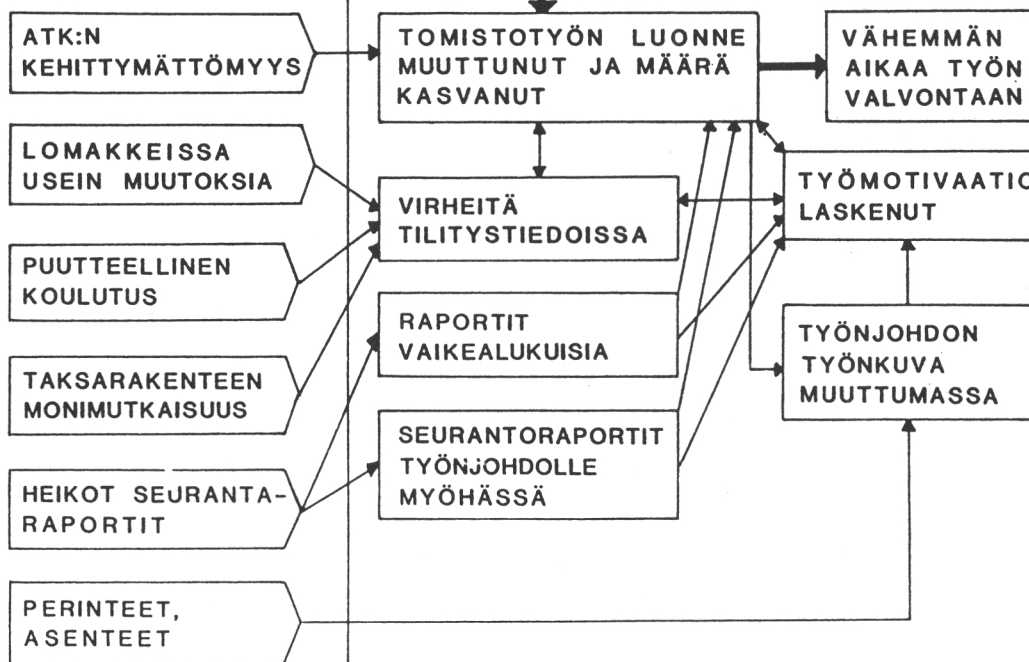 ATK:N
KEHITTYMÄTTÖMYYS
LOMAKKEISSA
USEIN MUUTOKSIA
PUUTTEELLINEN
KOULUTUS
TAKSARAKENTEEN
MONIMUTKAISUUS
HEIKOT SEURANTA-
RAPORTIT
PERINTEET,
ASENTEET
TOMISTOTYÖN LUONNE
MUUTTUNUT JA MÄÄRÄ
KASVANUT
VIRHEITÄ
TILITYSTIEDOISSA
RAPORTIT
VAIKEALUKUISIA
SEURANTORAPORTIT
TYÖNJOHDOLLE
MYÖHÄSSÄ
VÄHEMMÄN
AIKAA TYÖN
VALVONTAAN
TYÖMOTIVAATIO
LASKENUT
TYÖNJOHDON
TYÖNKUVA
MUUTTUMASSA